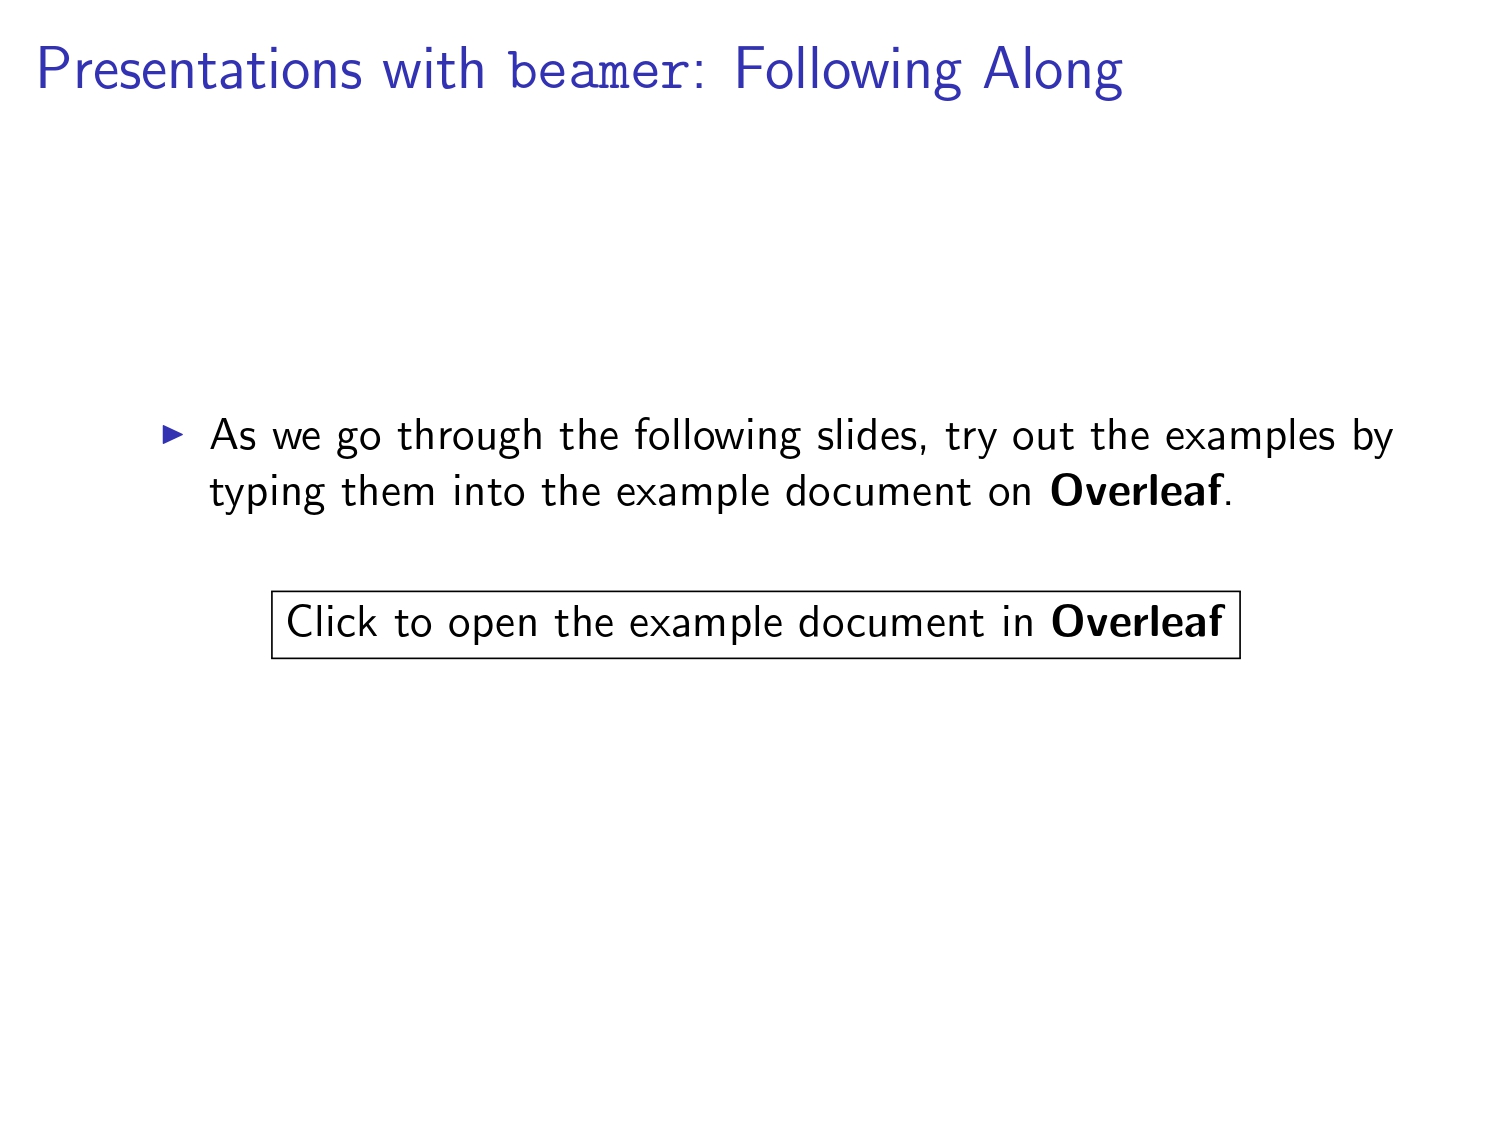 Presentations with beamer: Following Along
▶ As we go through the following slides, try out the examples by
typing them into the example document on Overleaf.
Click to open the example document in Overleaf